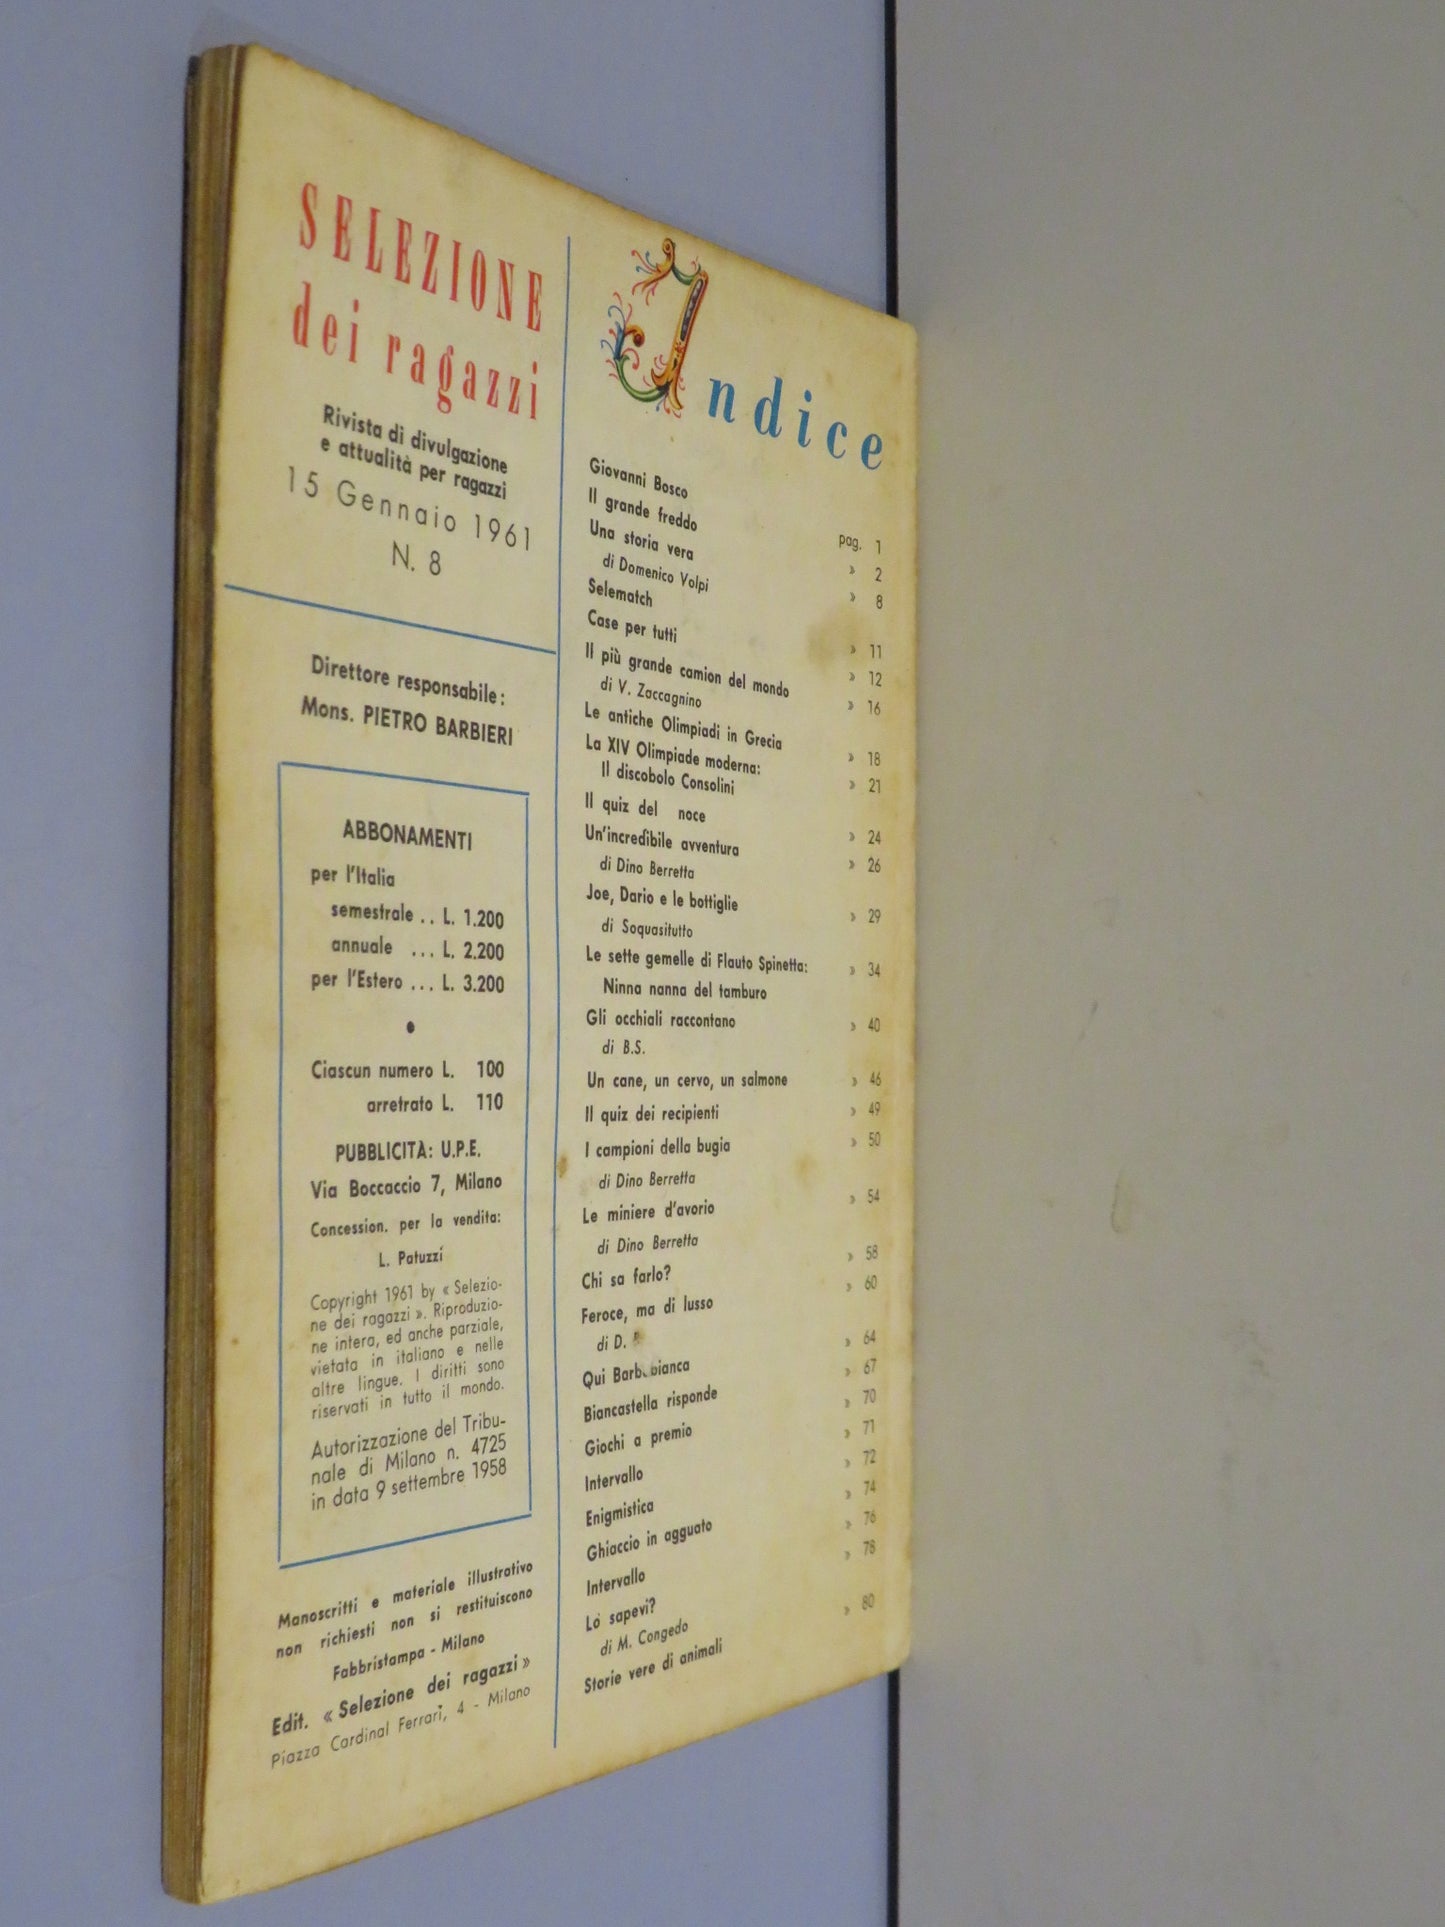 SELEZIONE
dei ragazzi
Rivista di divulgazione
e attualità per ragazzi
15 Gennaio 1961
N. 8
Direttore responsabile:
Mons. PIETRO BARBIERI
ABBONAMENTI
per l'Italia
semestrale .. L. 1.200
annuale ... L. 2.200
per l'Estero ... L. 3.200
•
Ciascun numero L. 100
arretrato L. 110
PUBBLICITÀ: U.P.E.
Via Boccaccio 7, Milano
Concession. per la vendita:
L. Patuzzi
Copyright 1961 by « Selezio-
ne dei ragazzi ». Riproduzio-
ne intera, ed anche parziale,
vietata in italiano e nelle
altre lingue. I diritti sono
riservati in tutto il mondo.
Autorizzazione del Tribu-
nale di Milano n. 4725
in data 9 settembre 1958
Manoscritti e materiale illustrativo
non richiesti non si restituiscono
Fabbristampa - Milano
Edit. « Selezione dei ragazzi »
Piazza Cardinal Ferrari, 4 - Milano
Indice
Giovanni Bosco pag. 1
Il grande freddo » 2
Una storia vera » 8
di Domenico Volpi
Selematch » 11
Case per tutti » 12
Il più grande camion del mondo » 16
di V. Zaccagnino
Le antiche Olimpiadi in Grecia » 18
La XIV Olimpiade moderna: » 21
Il discobolo Consolini
Il quiz del noce » 24
Un'incredibile avventura » 26
di Dino Berretta
Joe, Dario e le bottiglie » 29
di Soquasitutto
Le sette gemelle di Flauto Spinetta: » 34
Ninna nanna del tamburo
Gli occhiali raccontano » 40
di B.S.
Un cane, un cervo, un salmone » 46
Il quiz dei recipienti » 49
I campioni della bugia » 50
di Dino Berretta
Le miniere d'avorio » 54
di Dino Berretta
Chi sa farlo? » 58
Feroce, ma di lusso » 60
di D.
Qui Barbabianca » 64
Biancastella risponde » 67
Giochi a premio » 70
Intervallo » 71
Enigmistica » 72
Ghiaccio in agguato » 74
Intervallo » 76
Lo sapevi? » 78
di M. Congedo
Storie vere di animali » 80